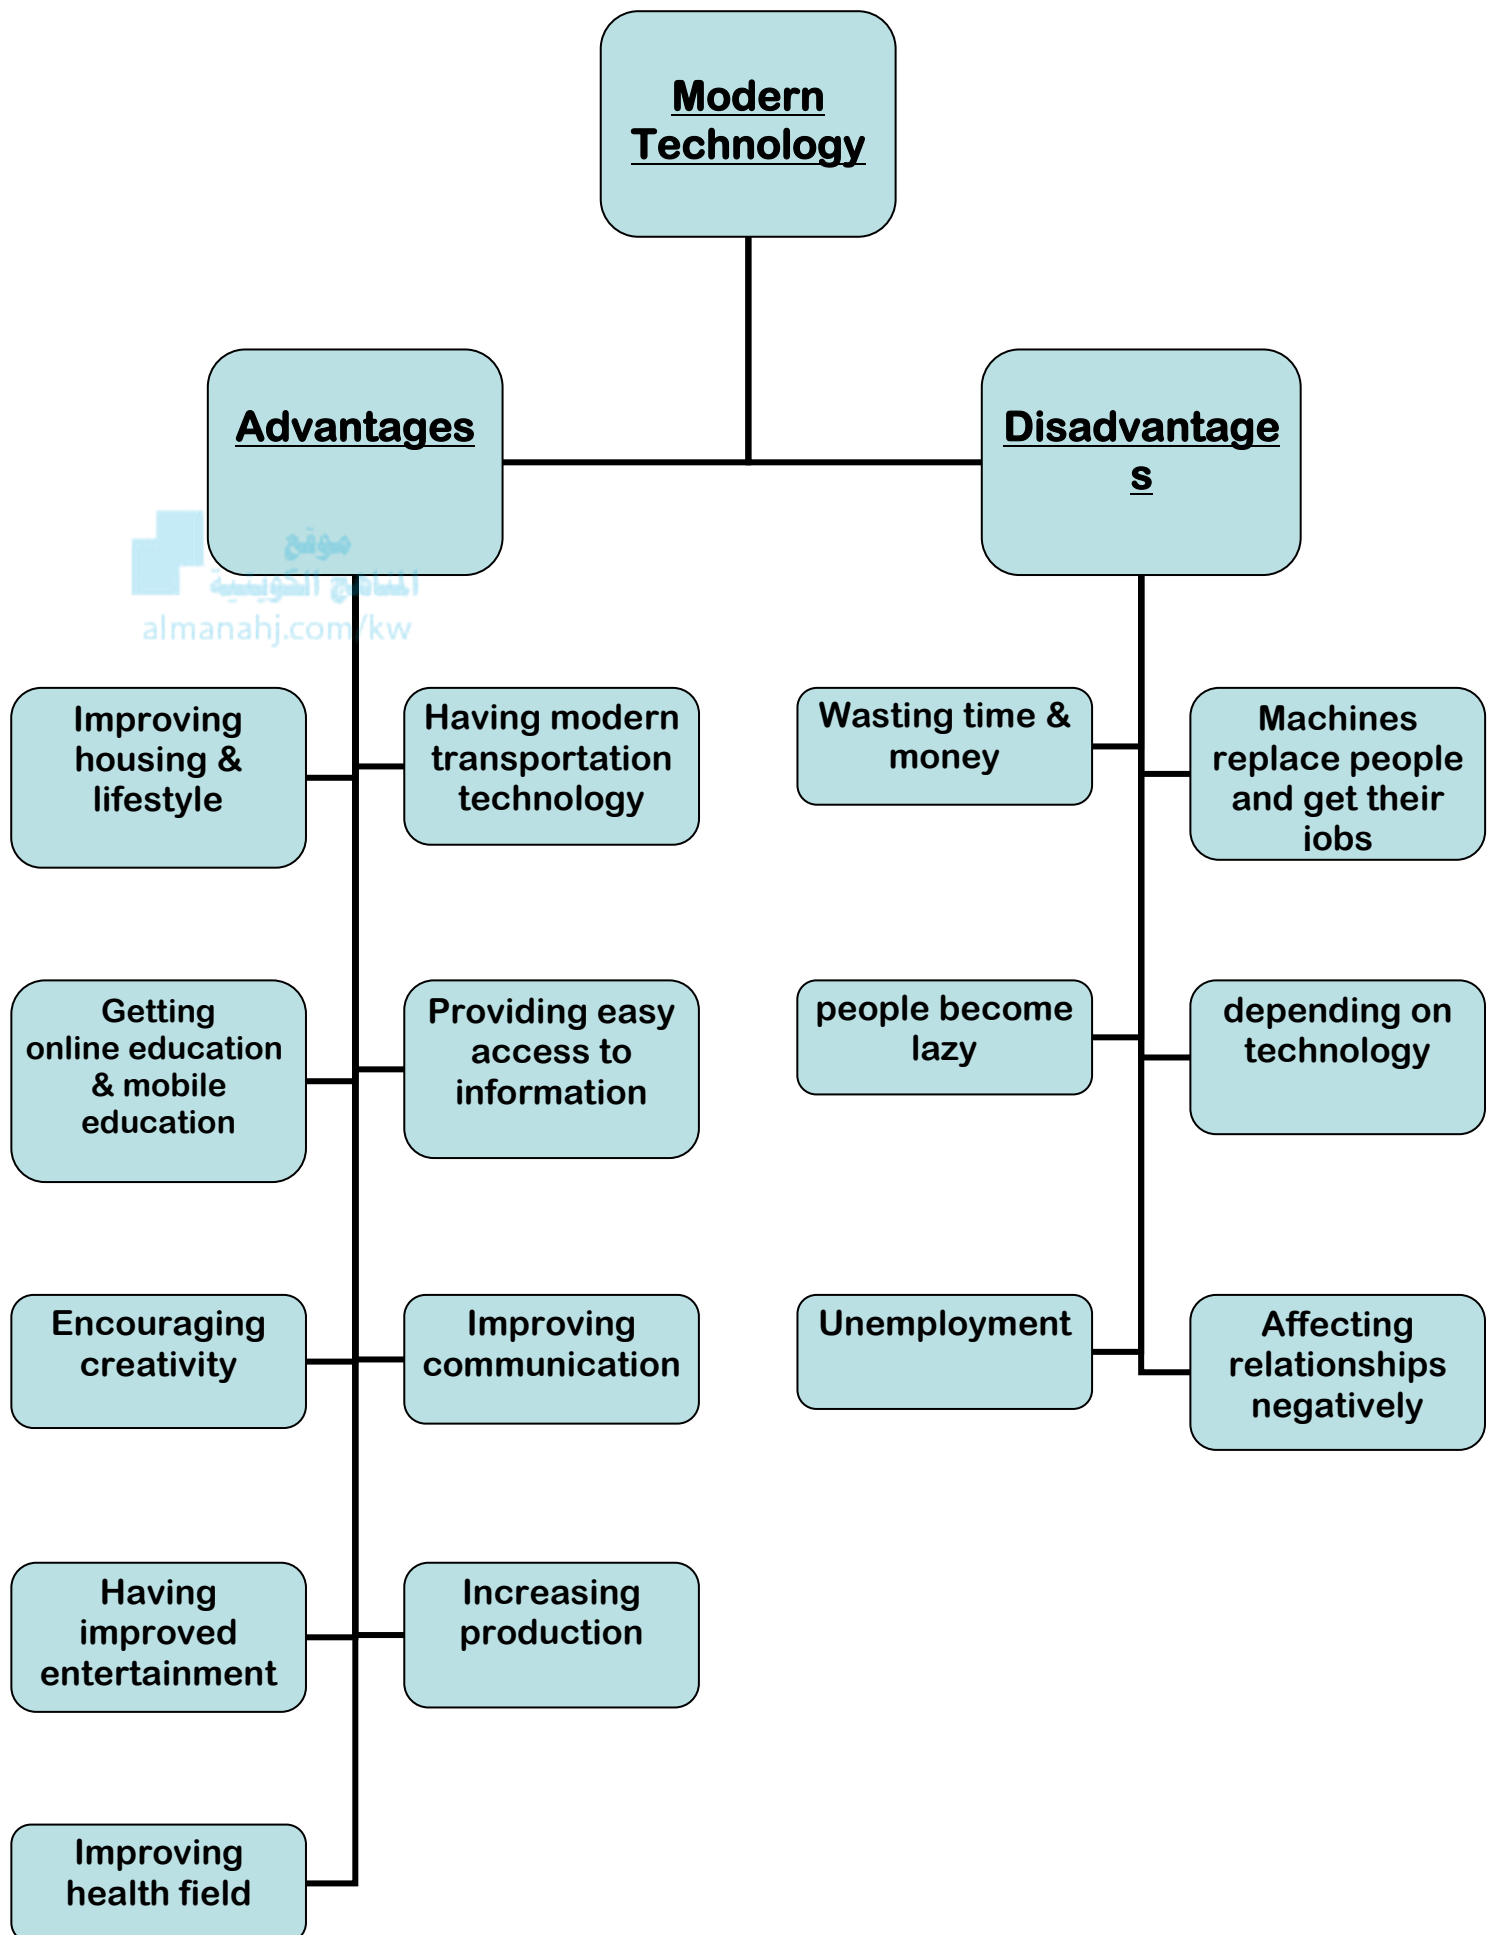 Modern
Technology
Advantages
Disadvantage
s
موقع
المناهج الكويتية
almanahj.com/kw
Improving
housing &
lifestyle
Having modern
transportation
technology
Wasting time &
money
Machines
replace people
and get their
jobs
Getting
online education
& mobile
education
Providing easy
access to
information
people become
lazy
depending on
technology
Encouraging
creativity
Improving
communication
Unemployment
Affecting
relationships
negatively
Having
improved
entertainment
Increasing
production
Improving
health field